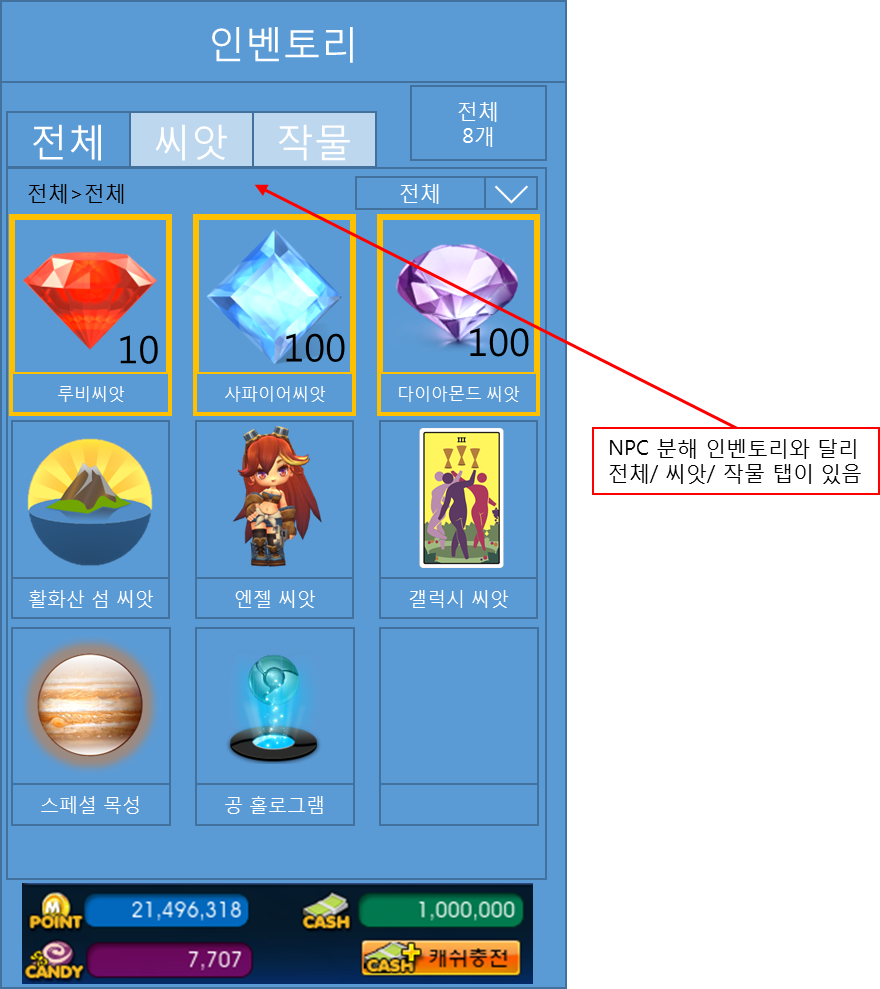 인벤토리
전체
8개
전체
씨앗
작물
전체>전체
전체
10
100
100
루비씨앗
사파이어씨앗
다이아몬드 씨앗
NPC 분해 인벤토리와 달리
전체/ 씨앗/ 작물 탭이 있음
III
활화산 섬 씨앗
엔젤 씨앗
갤럭시 씨앗
스페셜 목성
공 홀로그램
M
POINT
21,496,318
CASH
1,000,000
CANDY
7,707
CASH
캐쉬충전